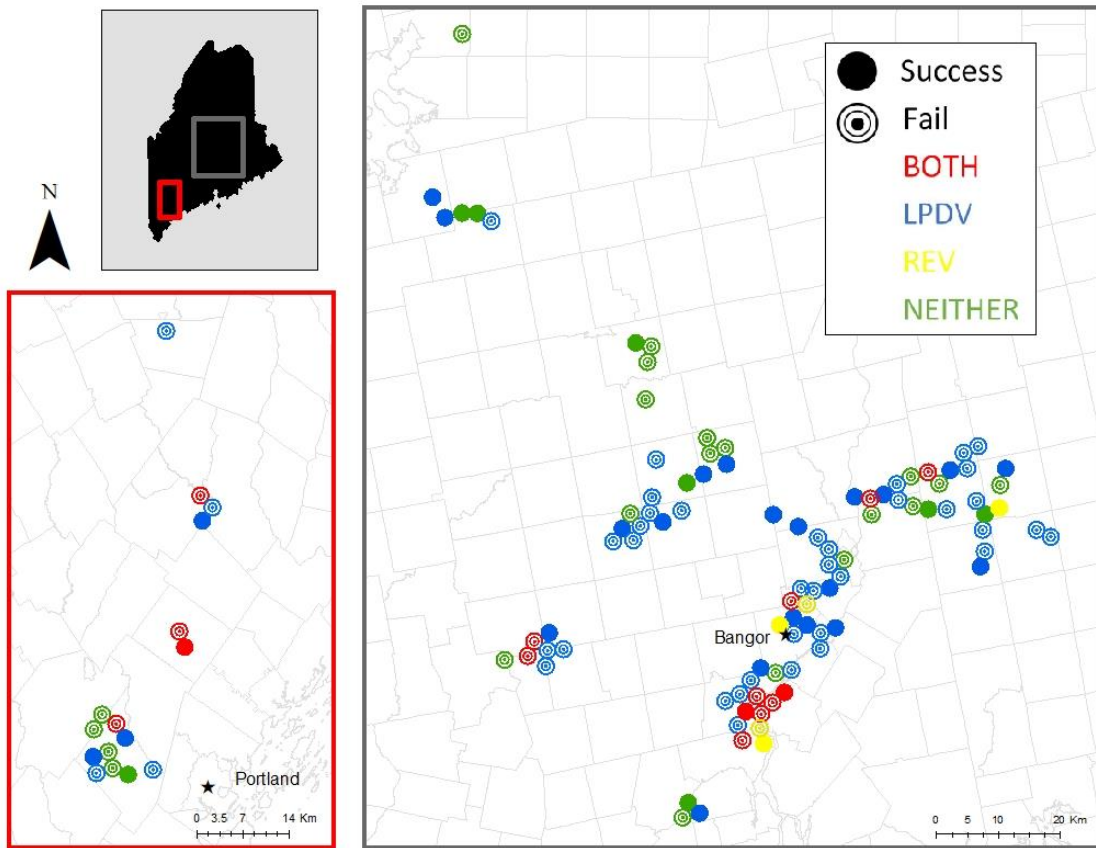 N
Success
Fail
BOTH
LPDV
REV
NEITHER
Bangor
Portland
0 3.5 7 14 Km
0 5 10 20 Km